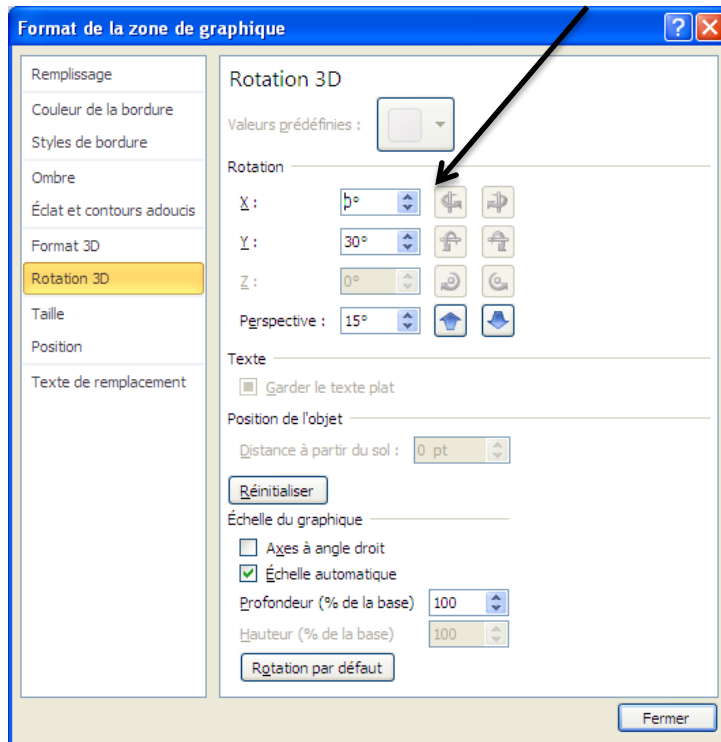 Format de la zone de graphique
Remplissage
Couleur de la bordure
Styles de bordure
Ombre
Éclat et contours adoucis
Format 3D
Rotation 3D
Taille
Position
Texte de remplacement
Rotation 3D
Valeurs prédéfinies :
Rotation
X : 0°
Y : 30°
Z : 0°
Perspective : 15°
Texte
Garder le texte plat
Position de l'objet
Distance à partir du sol : 0 pt
Réinitialiser
Échelle du graphique
Axes à angle droit
Échelle automatique
Profondeur (% de la base) 100
Hauteur (% de la base) 100
Rotation par défaut
Fermer